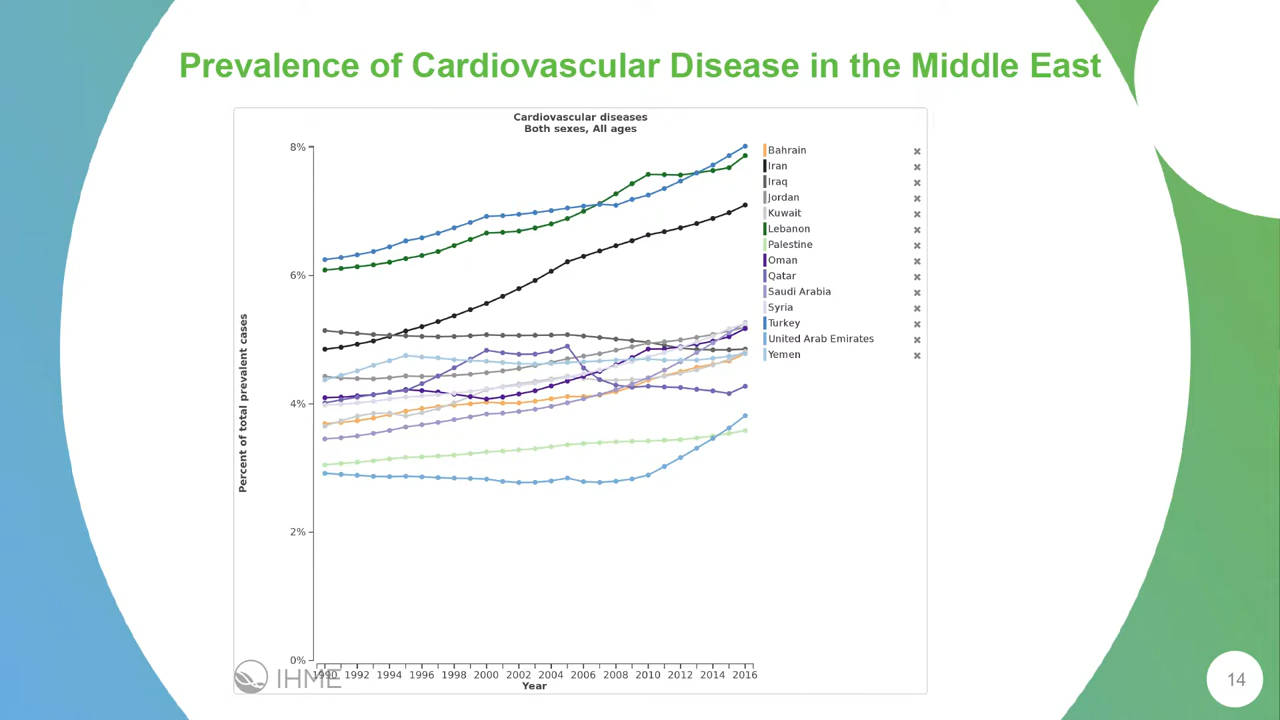 Prevalence of Cardiovascular Disease in the Middle East
Cardiovascular diseases
Both sexes, All ages
8%
6%
4%
2%
0%
Percent of total prevalent cases
Bahrain
Iran
Iraq
Jordan
Kuwait
Lebanon
Palestine
Oman
Qatar
Saudi Arabia
Syria
Turkey
United Arab Emirates
Yemen
1990 1992 1994 1996 1998 2000 2002 2004 2006 2008 2010 2012 2014 2016
Year
IHME
14